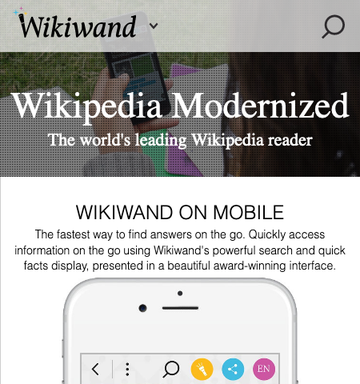 Wikiwand
Wikipedia Modernized
The world's leading Wikipedia reader
WIKIWAND ON MOBILE
The fastest way to find answers on the go. Quickly access
information on the go using Wikiwand's powerful search and quick
facts display, presented in a beautiful award-winning interface.
EN